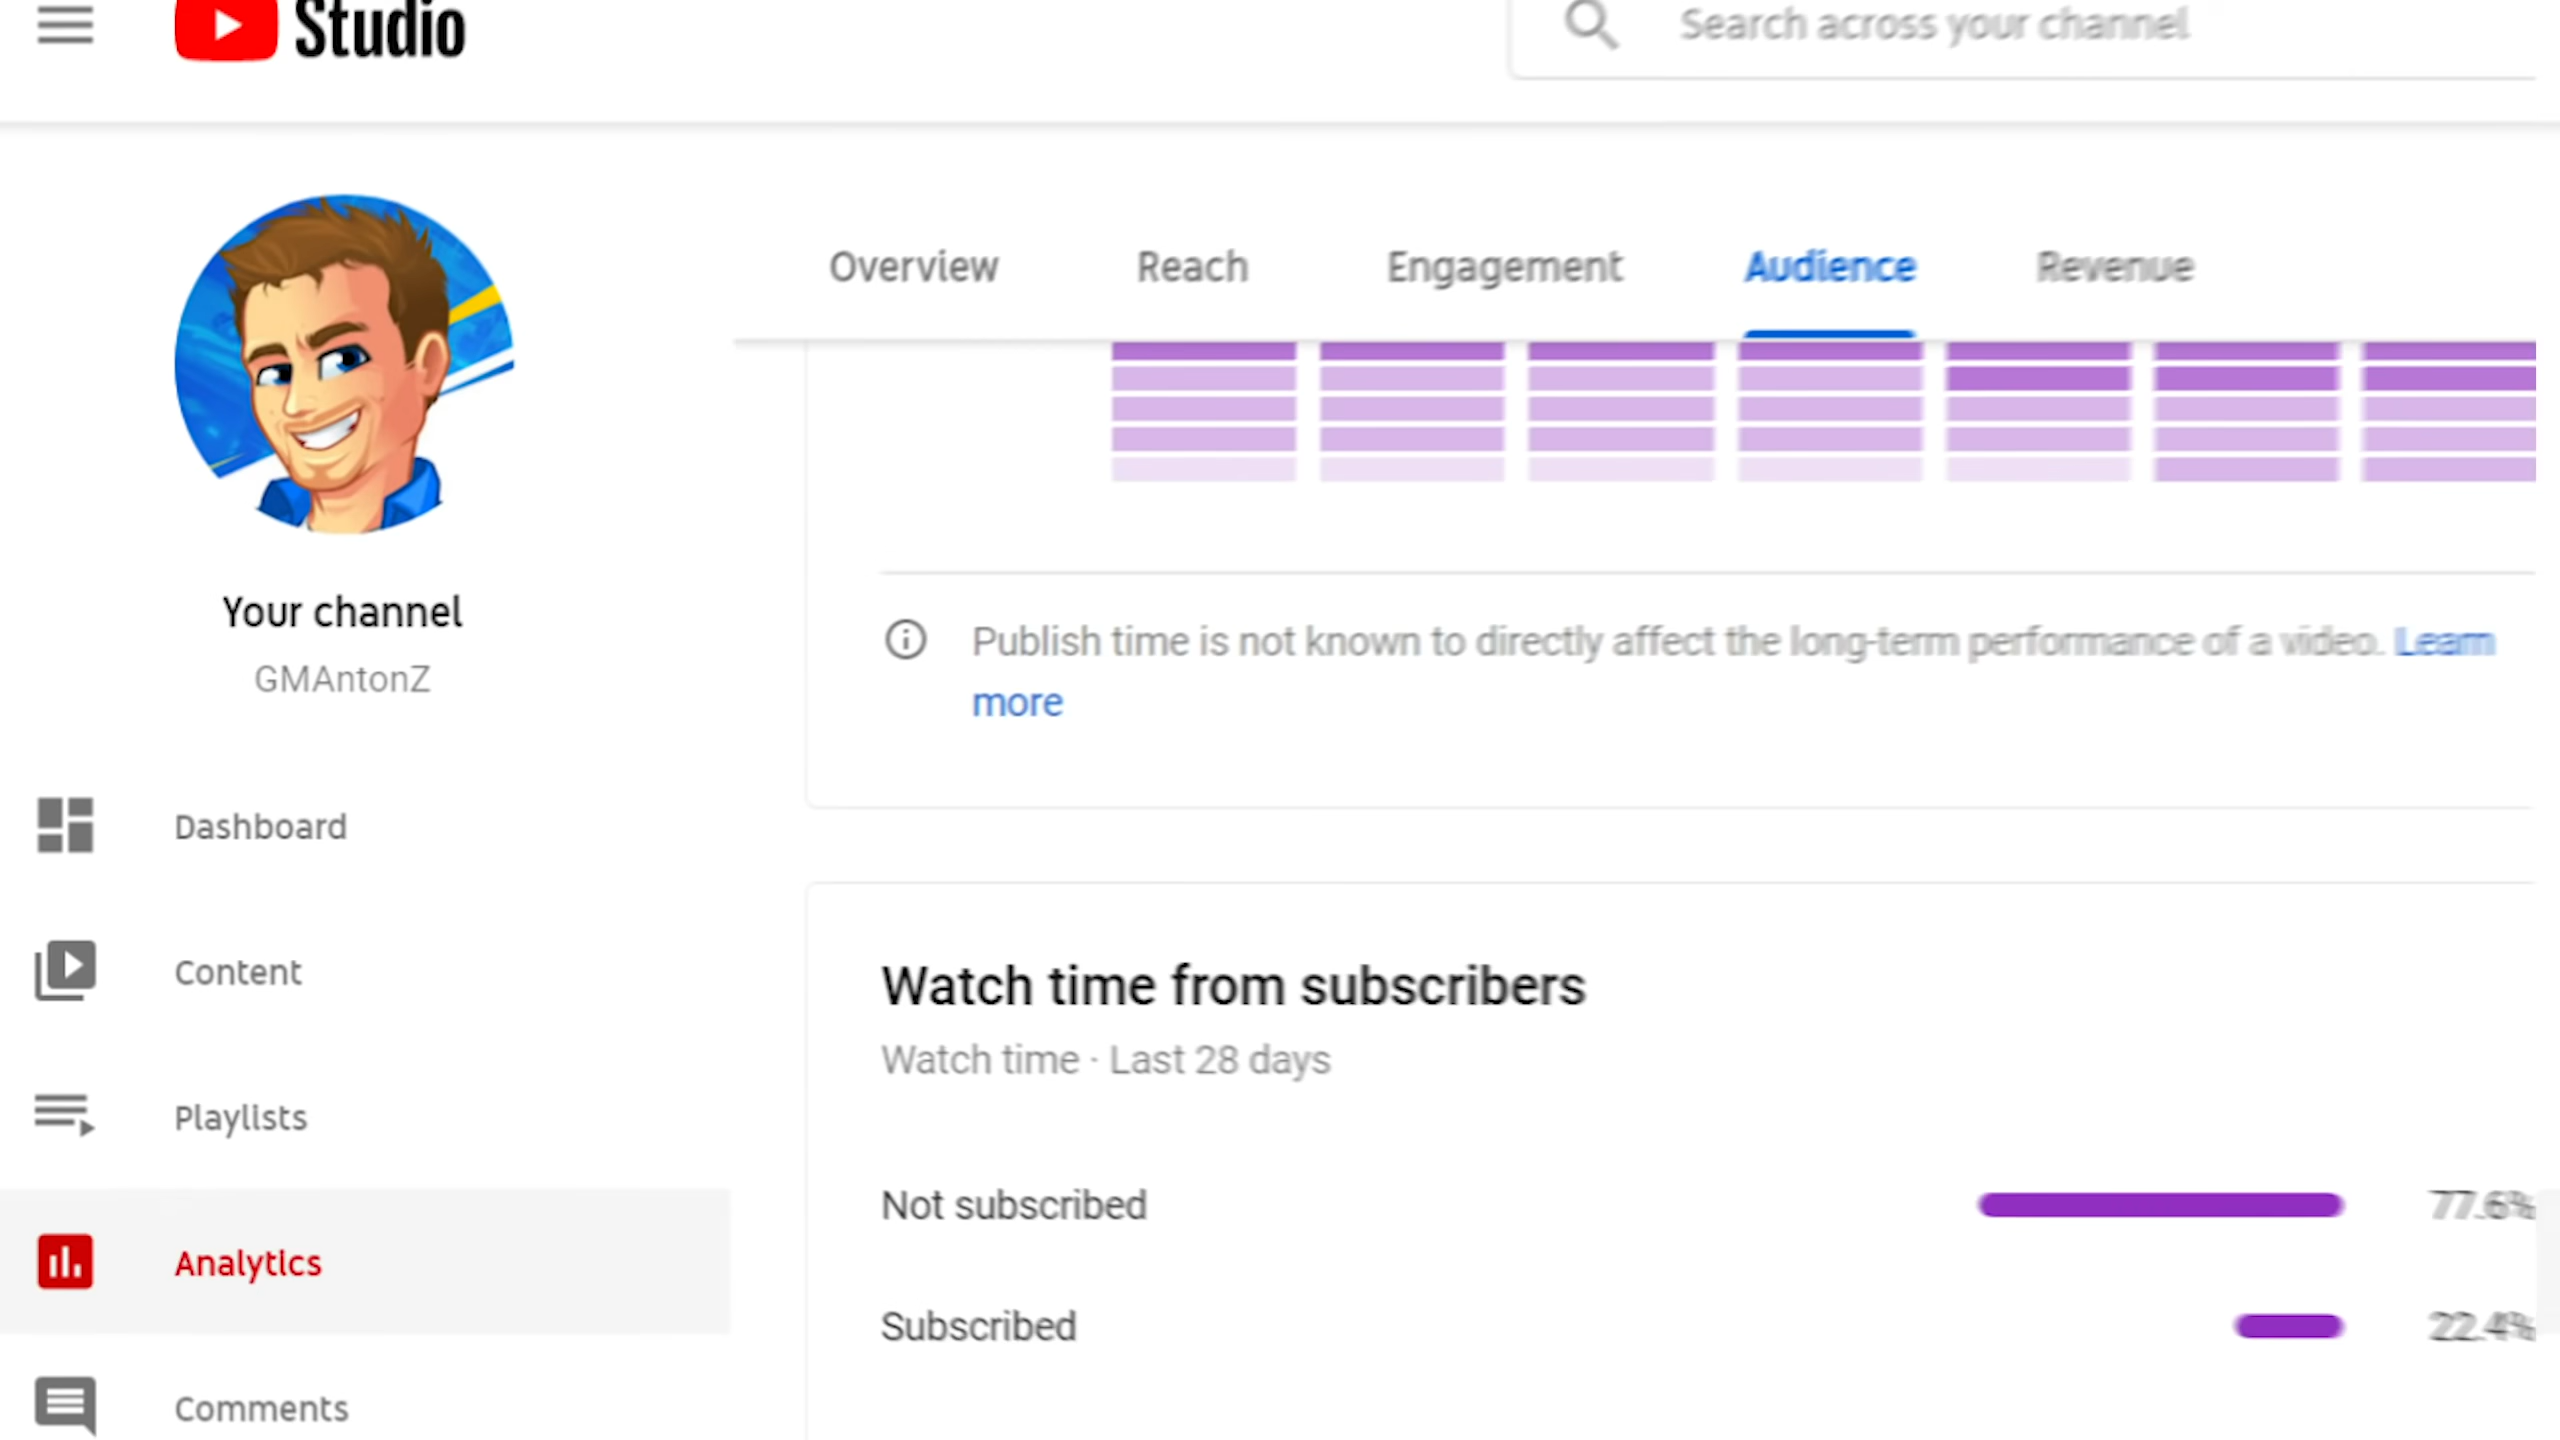 Studio
Search across your channel
Overview Reach Engagement Audience Revenue
Your channel
GMAntonZ
Publish time is not known to directly affect the long-term performance of a video. Learn
more
Dashboard
Content
Playlists
Analytics
Comments
Watch time from subscribers
Watch time · Last 28 days
Not subscribed 77.6%
Subscribed 22.4%